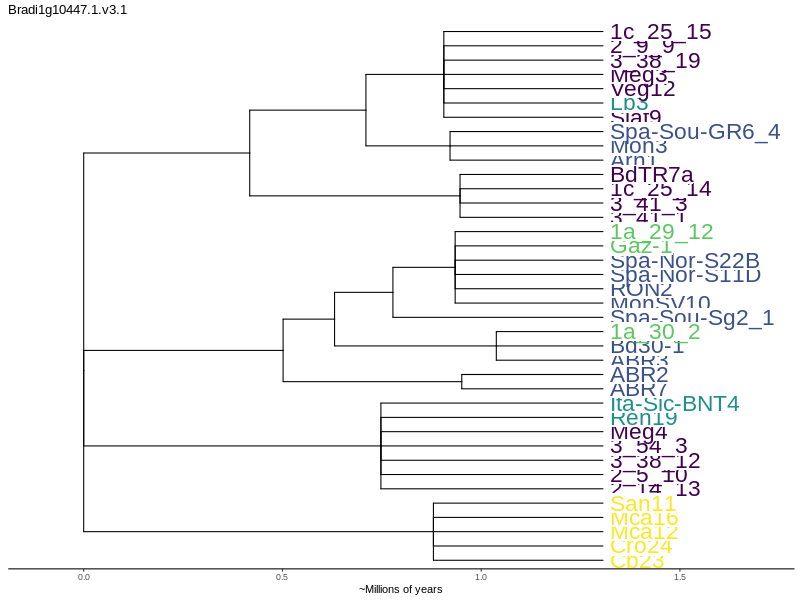 Bradi1g10447.1.v3.1
1c_25_15
2_9_9
3_38_19
Meg3
Veg12
Lb3
Slaf9
Spa-Sou-GR6_4
Mon3
Arn1
BdTR7a
1c_25_14
3_41_3
3_41_1
1a_29_12
Gaz-1
Spa-Nor-S22B
Spa-Nor-S11D
RON2
MonSV10
Spa-Sou-Sg2_1
1a_30_2
Bd30-1
ABR3
ABR2
ABR7
Ita-Sic-BNT4
Ren19
Meg4
3_54_3
3_38_12
2_5_10
2_14_13
San11
Mca16
Mca12
Cro24
Cb23
0.0 0.5 1.0 1.5
~Millions of years